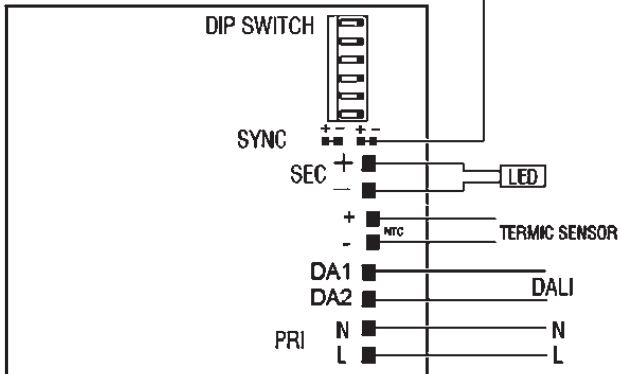 DIP SWITCH
+ - + -
SYNC
SEC +
LED
—
+
NTC
TERMIC SENSOR
-
DA1
DALI
DA2
PRI N N
L L